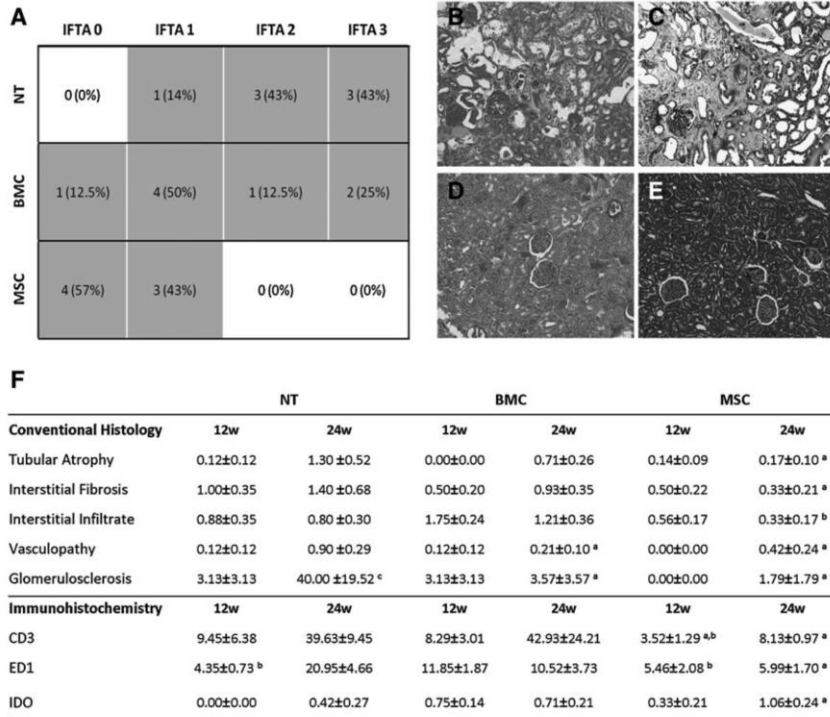 A
IFTA 0 IFTA 1 IFTA 2 IFTA 3
NT 0 (0%) 1 (14%) 3 (43%) 3 (43%)
BMC 1 (12.5%) 4 (50%) 1 (12.5%) 2 (25%)
MSC 4 (57%) 3 (43%) 0 (0%) 0 (0%)
B C
D E
F
NT BMC MSC
Conventional Histology 12w 24w 12w 24w 12w 24w
Tubular Atrophy 0.12±0.12 1.30 ±0.52 0.00±0.00 0.71±0.26 0.14±0.09 0.17±0.10 a
Interstitial Fibrosis 1.00±0.35 1.40 ±0.68 0.50±0.20 0.93±0.35 0.50±0.22 0.33±0.21 a
Interstitial Infiltrate 0.88±0.35 0.80 ±0.30 1.75±0.24 1.21±0.36 0.56±0.17 0.33±0.17 b
Vasculopathy 0.12±0.12 0.90 ±0.29 0.12±0.12 0.21±0.10 a 0.00±0.00 0.42±0.24 a
Glomerulosclerosis 3.13±3.13 40.00 ±19.52 c 3.13±3.13 3.57±3.57 a 0.00±0.00 1.79±1.79 a
Immunohistochemistry 12w 24w 12w 24w 12w 24w
CD3 9.45±6.38 39.63±9.45 8.29±3.01 42.93±24.21 3.52±1.29 a,b 8.13±0.97 a
ED1 4.35±0.73 b 20.95±4.66 11.85±1.87 10.52±3.73 5.46±2.08 b 5.99±1.70 a
IDO 0.00±0.00 0.42±0.27 0.75±0.14 0.71±0.21 0.33±0.21 1.06±0.24 a